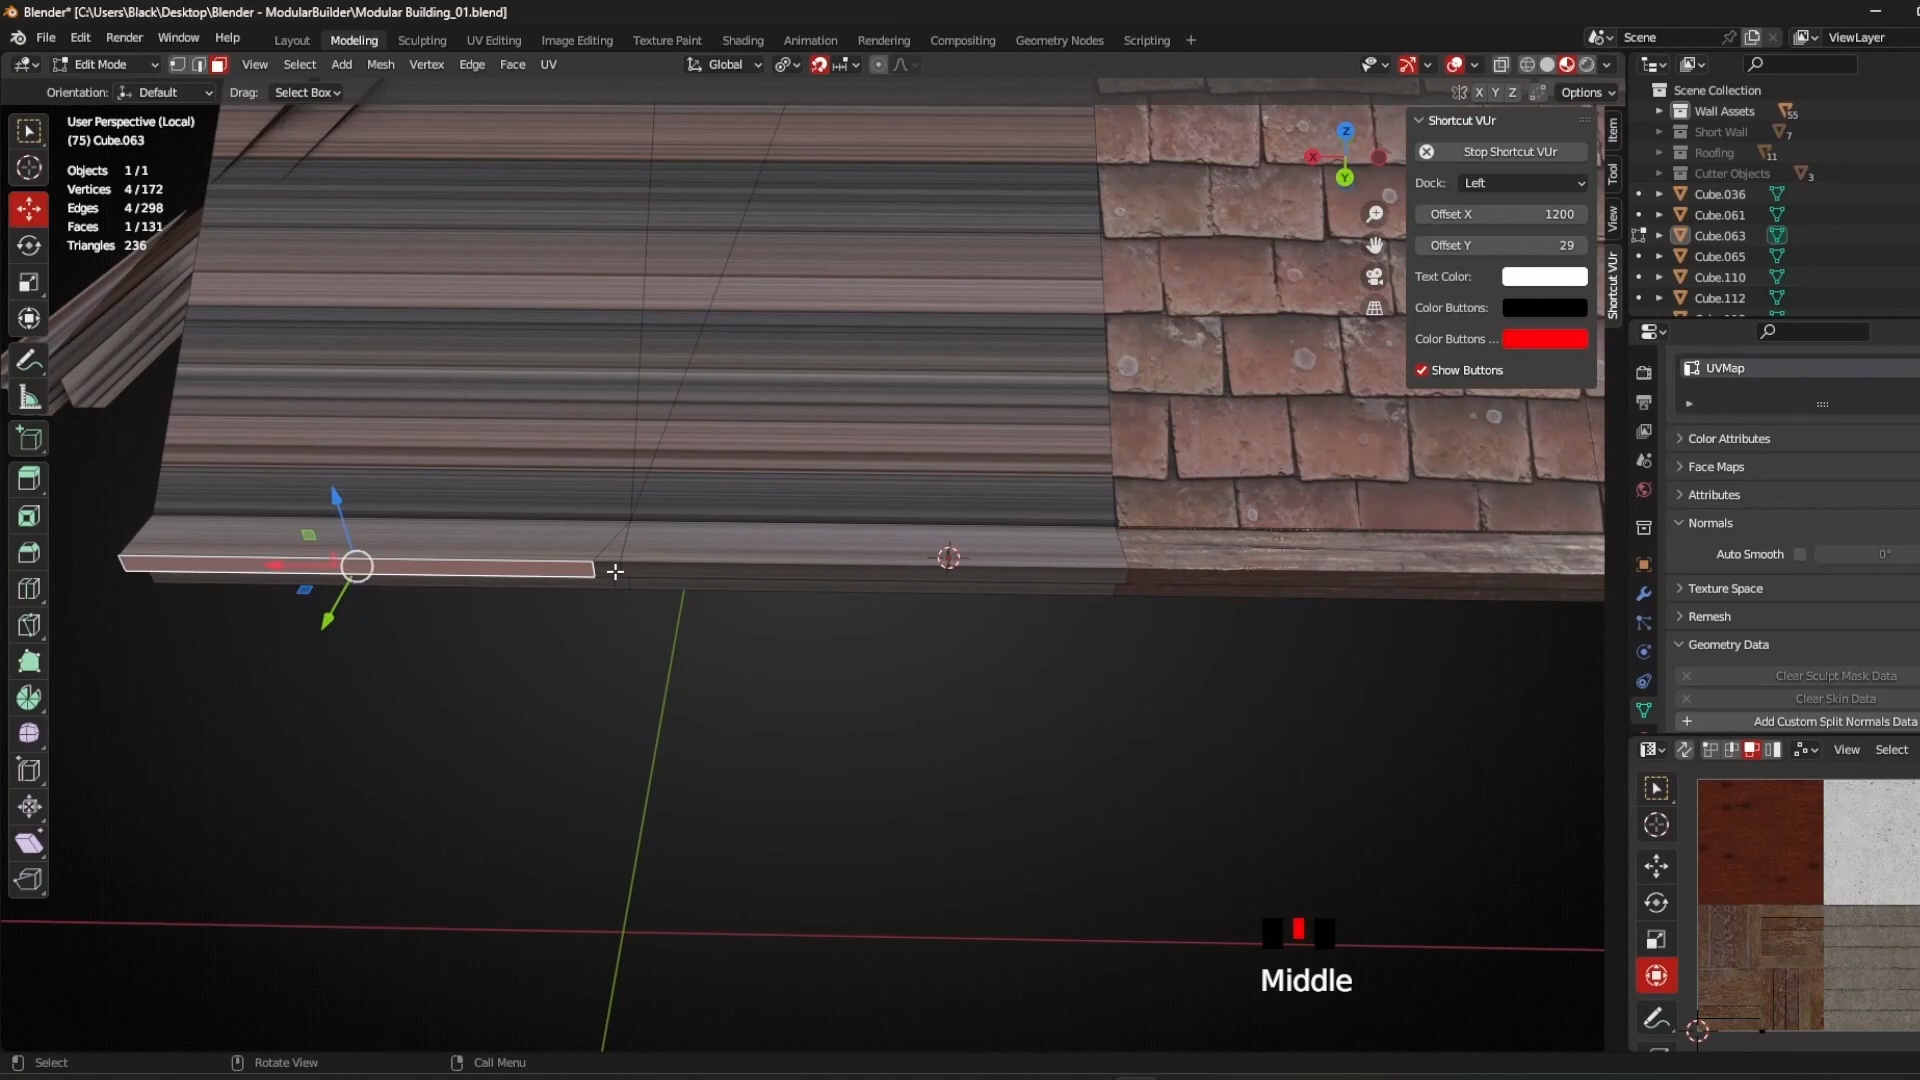 Blender* [C:\Users\Black\Desktop\Blender - ModularBuilder\Modular Building_01.blend]
File Edit Render Window Help
Layout Modeling Sculpting UV Editing Image Editing Texture Paint Shading Animation Rendering Compositing Geometry Nodes Scripting +
Scene
ViewLayer
Edit Mode View Select Add Mesh Vertex Edge Face UV
Global
Orientation: Default Drag: Select Box
X Y Z Options
User Perspective (Local)
(75) Cube.063
Objects 1 / 1
Vertices 4 / 172
Edges 4 / 298
Faces 1 / 131
Triangles 236
Z
X
Y
Shortcut VUr
Stop Shortcut VUr
Dock: Left
Offset X 1200
Offset Y 29
Text Color:
Color Buttons:
Color Buttons ...
Show Buttons
Item
Tool
View
Shortcut VUr
Scene Collection
Wall Assets 55
Short Wall 7
Roofing 11
Cutter Objects 3
Cube.036
Cube.061
Cube.063
Cube.065
Cube.110
Cube.112
UVMap
Color Attributes
Face Maps
Attributes
Normals
Auto Smooth 0°
Texture Space
Remesh
Geometry Data
Clear Sculpt Mask Data
Clear Skin Data
Add Custom Split Normals Data
View Select
Middle
Select Rotate View Call Menu